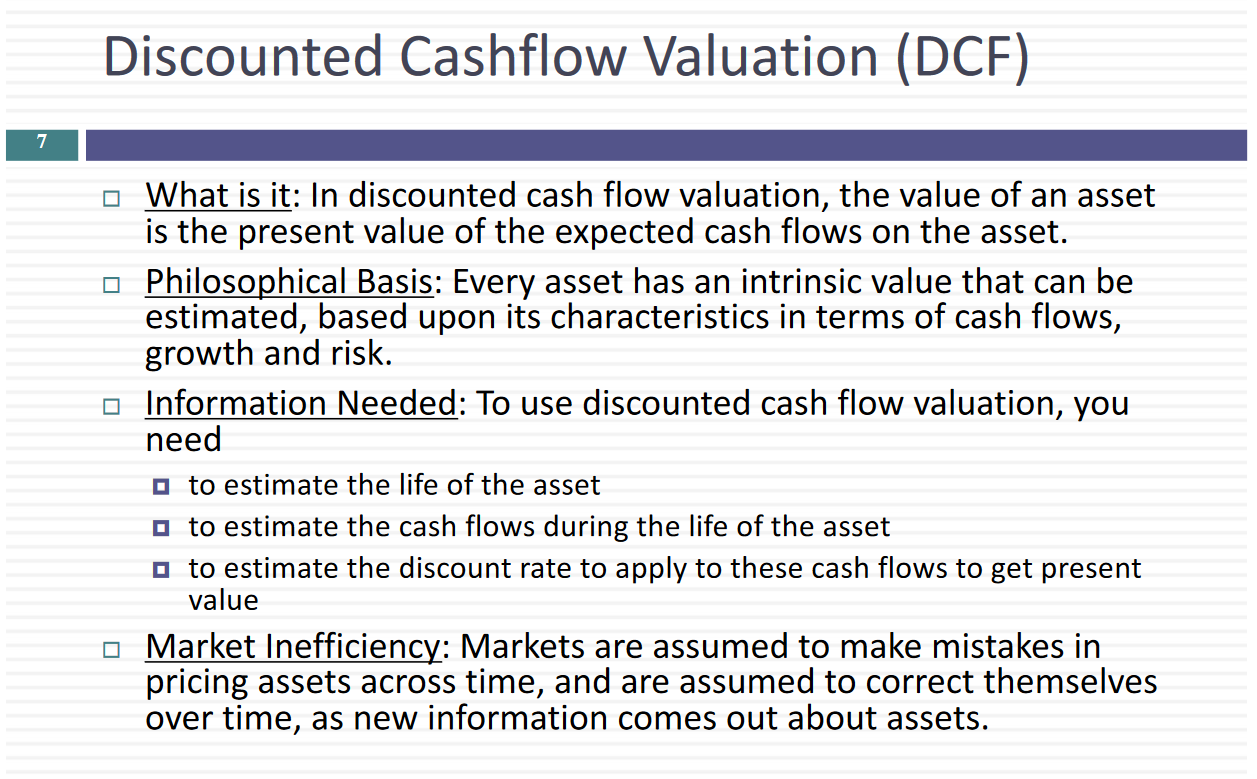 Discounted Cashflow Valuation (DCF)
7
What is it: In discounted cash flow valuation, the value of an asset
is the present value of the expected cash flows on the asset.
Philosophical Basis: Every asset has an intrinsic value that can be
estimated, based upon its characteristics in terms of cash flows,
growth and risk.
Information Needed: To use discounted cash flow valuation, you
need
to estimate the life of the asset
to estimate the cash flows during the life of the asset
to estimate the discount rate to apply to these cash flows to get present
value
Market Inefficiency: Markets are assumed to make mistakes in
pricing assets across time, and are assumed to correct themselves
over time, as new information comes out about assets.